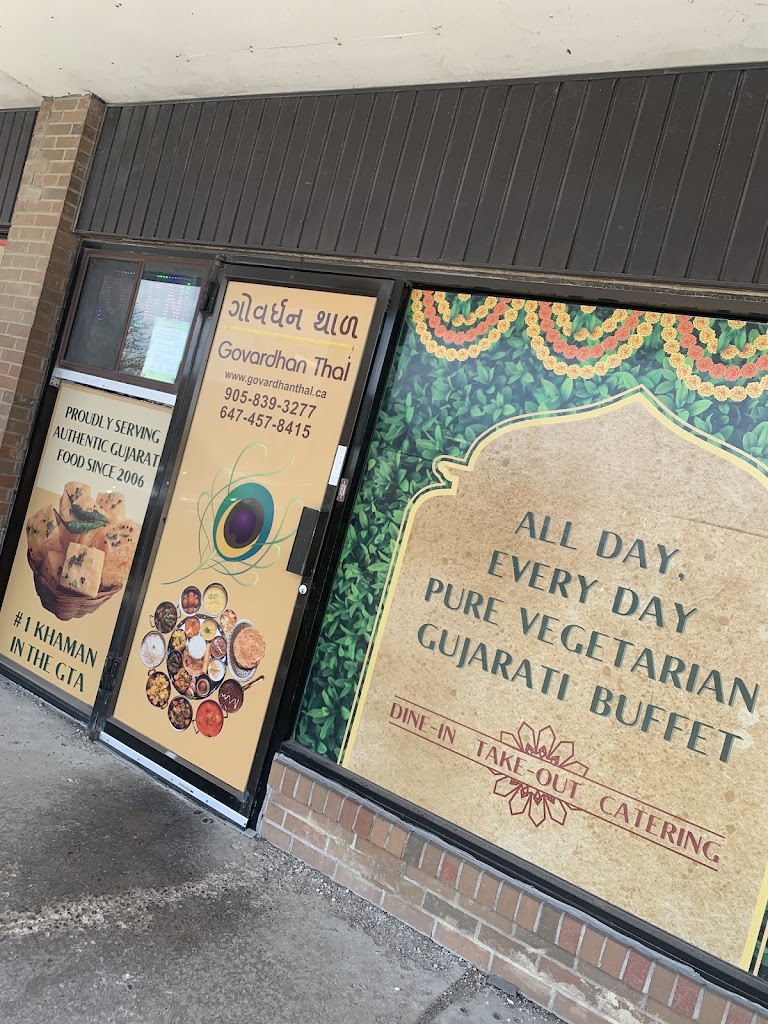 PROUDLY SERVING
AUTHENTIC GUJARATI
FOOD SINCE 2006
#1 KHAMAN
IN THE GTA
ગોવર્ધન થાળ
Govardhan Thal
www.govardhanthal.ca
905-839-3277
647-457-8415
ALL DAY,
EVERY DAY
PURE VEGETARIAN
GUJARATI BUFFET
DINE-IN TAKE-OUT CATERING